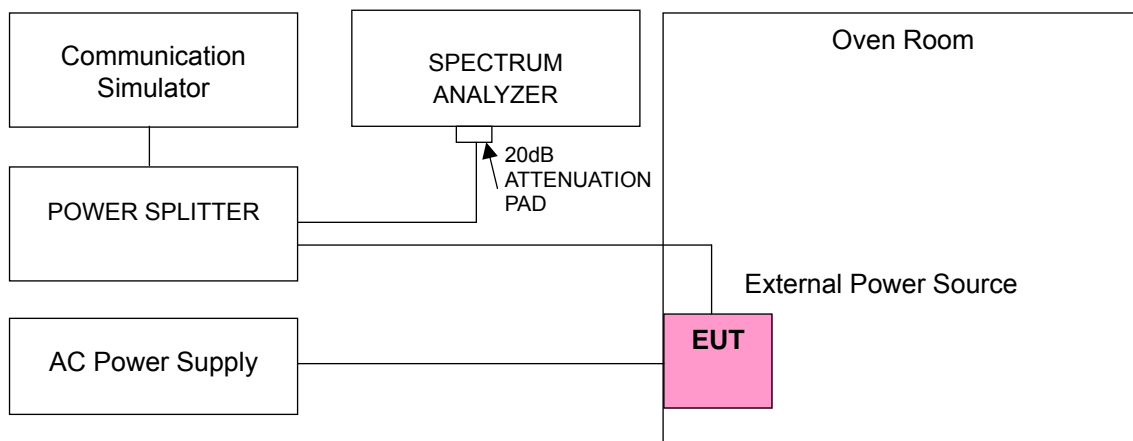 Communication
Simulator
SPECTRUM
ANALYZER
Oven Room
20dB
ATTENUATION
PAD
POWER SPLITTER
External Power Source
EUT
AC Power Supply